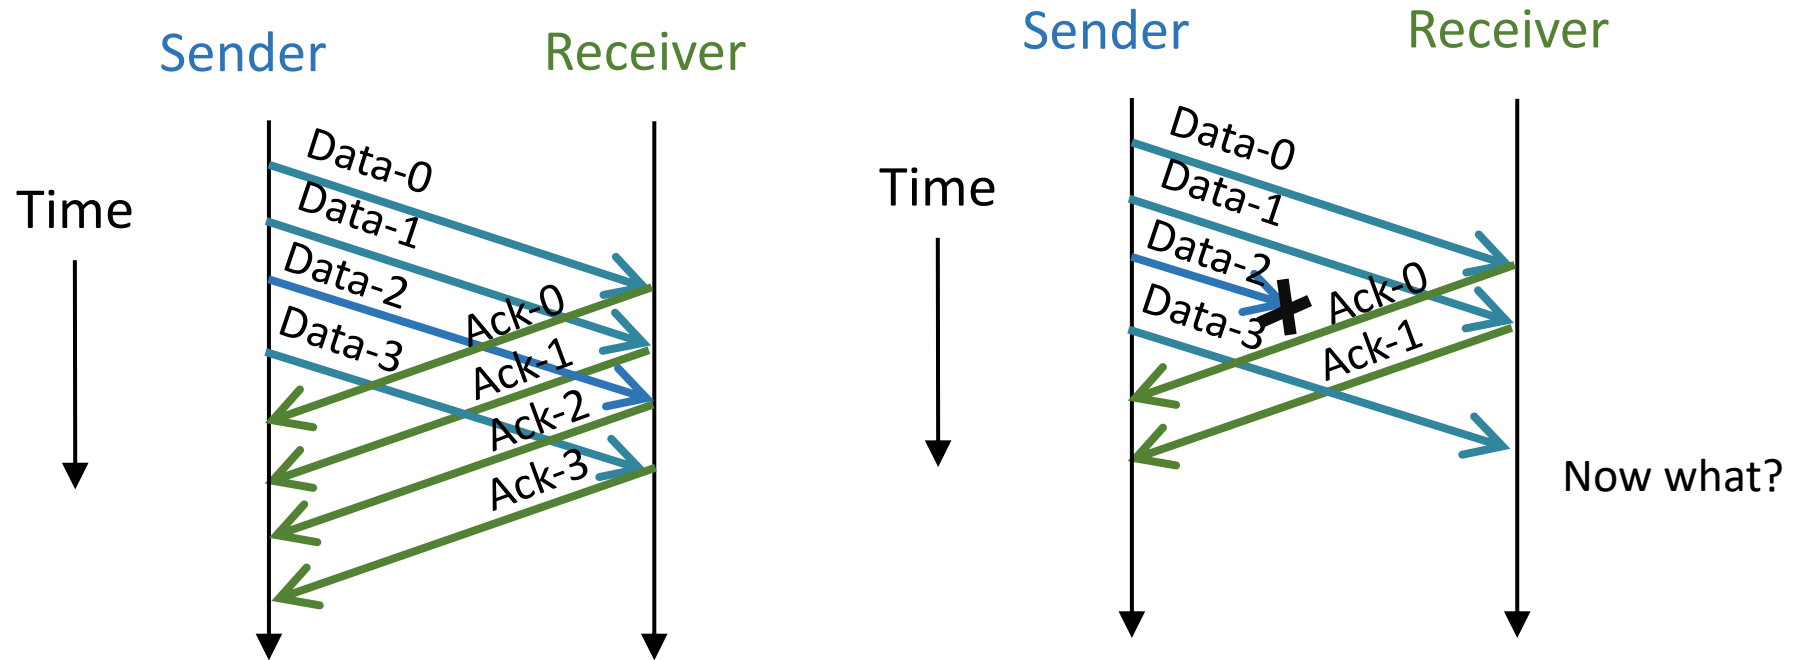 Sender
Receiver
Time
Data-0
Data-1
Data-2
Data-3
Ack-0
Ack-1
Ack-2
Ack-3
Sender
Receiver
Time
Data-0
Data-1
Data-2
Data-3
Ack-0
Ack-1
Now what?